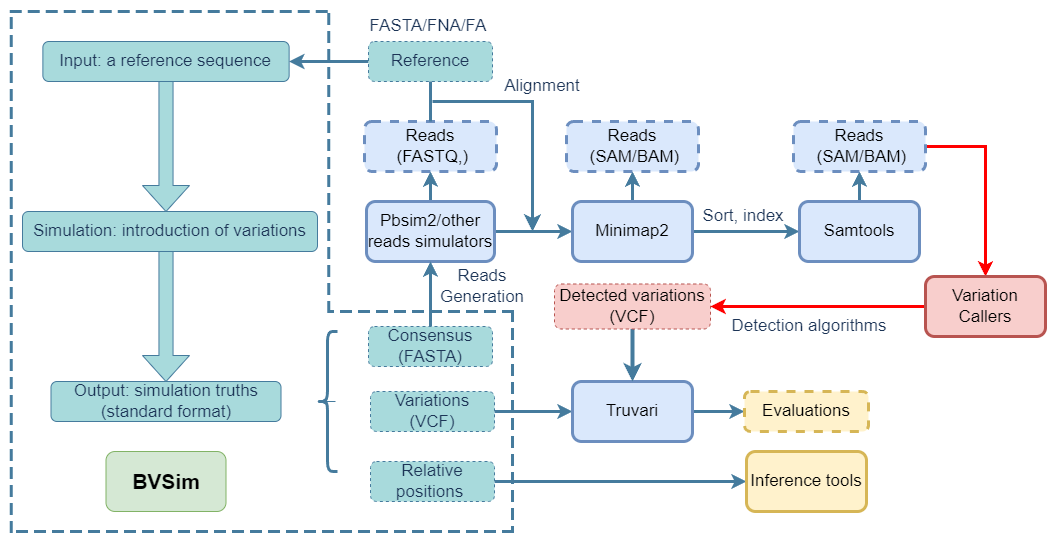 FASTA/FNA/FA
Input: a reference sequence
Reference
Alignment
Reads
(FASTQ,)
Reads
(SAM/BAM)
Reads
(SAM/BAM)
Simulation: introduction of variations
Pbsim2/other
reads simulators
Minimap2
Sort, index
Samtools
Reads
Generation
Detected variations
(VCF)
Detection algorithms
Variation
Callers
Consensus
(FASTA)
Output: simulation truths
(standard format)
Variations
(VCF)
Truvari
Evaluations
BVSim
Relative
positions
Inference tools